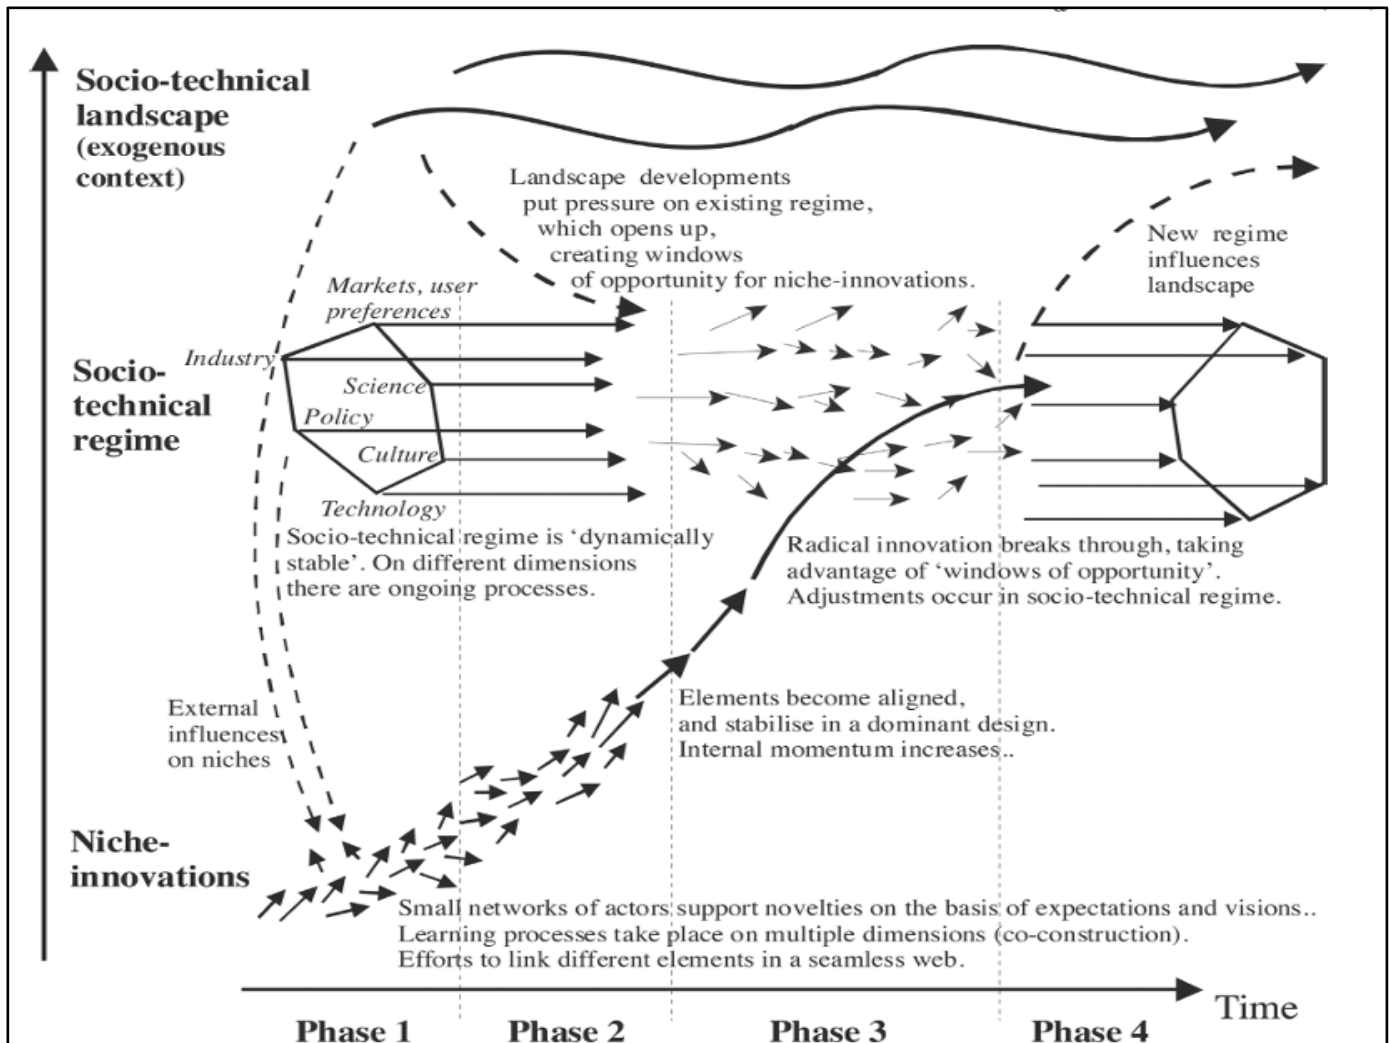 Socio-technical
landscape
(exogenous
context)
Landscape developments
put pressure on existing regime,
which opens up,
creating windows
of opportunity for niche-innovations.
New regime
influences
landscape
Markets, user
preferences
Industry
Science
Policy
Culture
Technology
Socio-
technical
regime
Socio-technical regime is ‘dynamically
stable’. On different dimensions
there are ongoing processes.
Radical innovation breaks through, taking
advantage of ‘windows of opportunity’.
Adjustments occur in socio-technical regime.
External
influences
on niches
Elements become aligned,
and stabilise in a dominant design.
Internal momentum increases..
Niche-
innovations
Small networks of actors support novelties on the basis of expectations and visions..
Learning processes take place on multiple dimensions (co-construction).
Efforts to link different elements in a seamless web.
Time
Phase 1
Phase 2
Phase 3
Phase 4